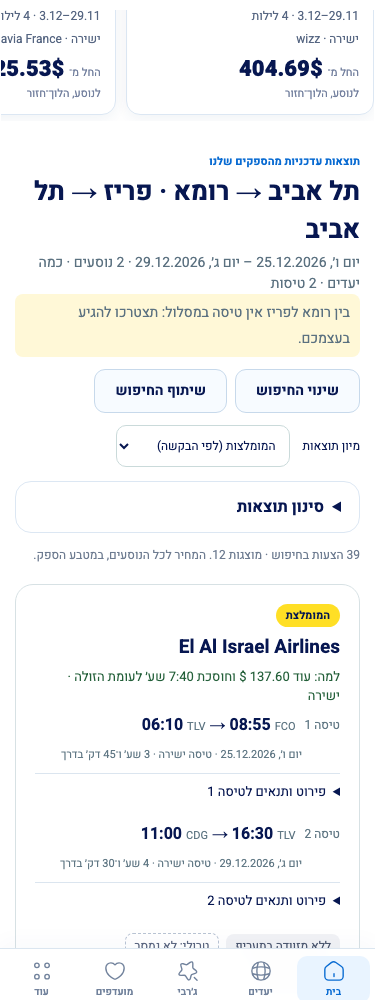 29.11–3.12 · 4 לילות
29.11–3.12 · 4 לילות
ישירה · wizz
ישירה · avia France
החל מ־ 404.69$
החל מ־ 25.53$
לנוסע, הלוך־חזור
לנוסע, הלוך־חזור
תוצאות עדכניות מהספקים שלנו
תל אביב → רומא · פריז → תל
אביב
יום ו׳, 25.12.2026 – יום ג׳, 29.12.2026 · 2 נוסעים · כמה
יעדים · 2 טיסות
בין רומא לפריז אין טיסה במסלול: תצטרכו להגיע
בעצמכם.
שינוי החיפוש
שיתוף החיפוש
מיון תוצאות
המומלצות (לפי הבקשה)
סינון תוצאות
39 הצעות בחיפוש · מוצגות 12. המחיר לכל הנוסעים, במטבע הספק.
המומלצת
El Al Israel Airlines
למה: עוד 137.60 $ וחוסכת 7:40 שע׳ לעומת הזולה ·
ישירה
טיסה 1
06:10 TLV → 08:55 FCO
יום ו׳, 25.12.2026 · טיסה ישירה · 3 שע׳ ו־45 דק׳ בדרך
פירוט ותנאים לטיסה 1
טיסה 2
11:00 CDG → 16:30 TLV
יום ג׳, 29.12.2026 · טיסה ישירה · 4 שע׳ ו־30 דק׳ בדרך
פירוט ותנאים לטיסה 2
ללא מזוודה בתעריף
טרולי: לא נמסר
בית
יעדים
ג׳רבי
מועדפים
עוד